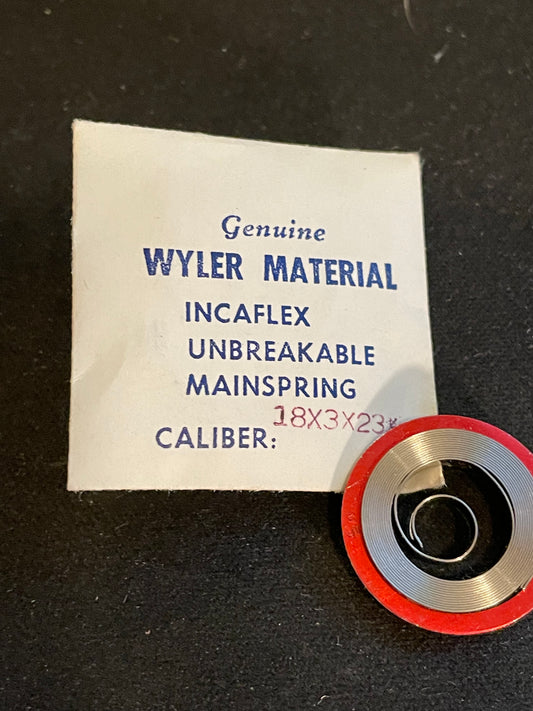 Genuine
WYLER MATERIAL
INCAFLEX
UNBREAKABLE
MAINSPRING
18X3X23
CALIBER: